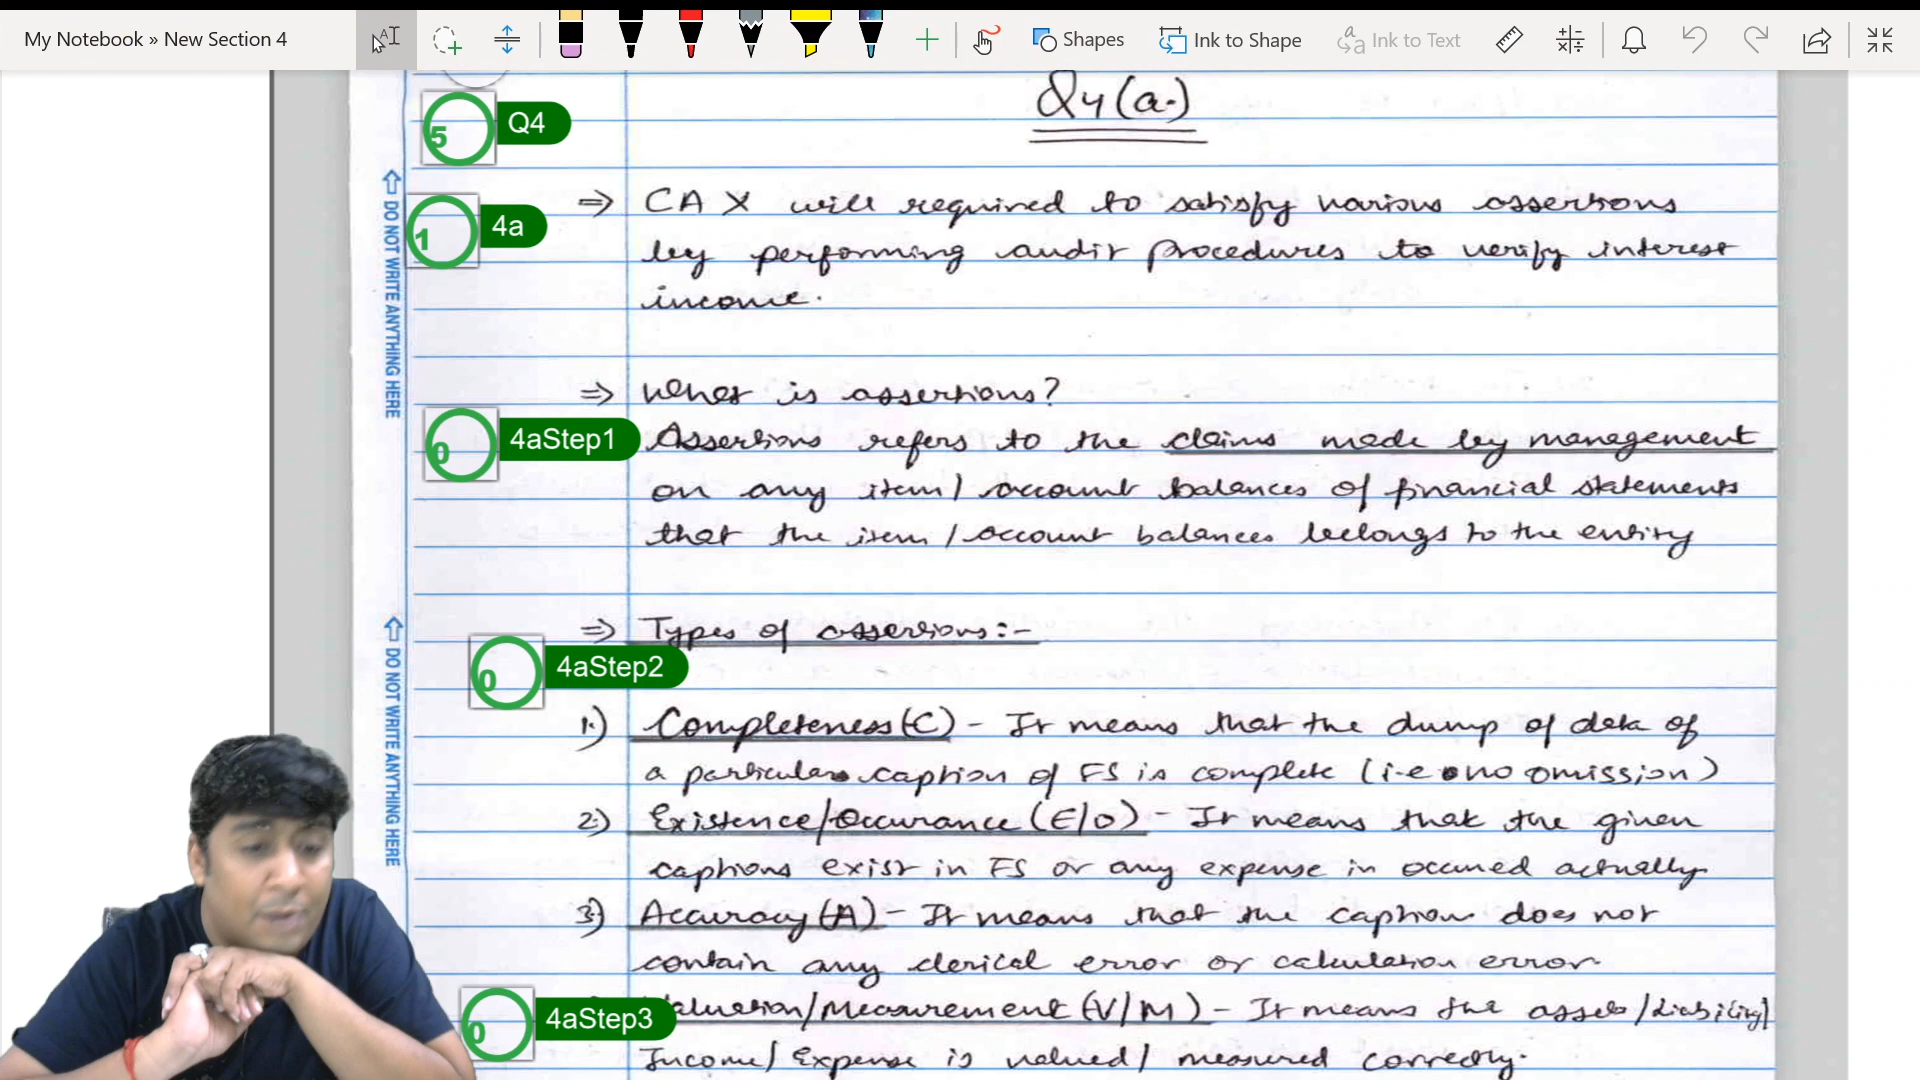 My Notebook » New Section 4
Shapes
Ink to Shape
Ink to Text
Q4(a.)
5 Q4
⇒ CA X will required to satisfy various assertions
1 4a
by performing audit procedures to verify interest
income.
⇒ What is assertions?
0 4aStep1
Assertions refers to the claims made by management
on any item/ account balances of financial statements
that the item/account balances belongs to the entity
⇒ Types of assertions:-
0 4aStep2
1.) Completeness(C) - It means that the dump of data of
a particular caption of FS is complete (i.e no omission)
2.) Existence/Occurance (E/O) - It means that the given
captions exist in FS or any expense in occured actually
3.) Accuracy(A) - It means that the caption does not
contain any clerical error or calculation error
0 4aStep3
aluation/Measurement (V/M) - It means the assets/liability/
Income/Expense is valued/measured correctly.
DO NOT WRITE ANYTHING HERE
DO NOT WRITE ANYTHING HERE